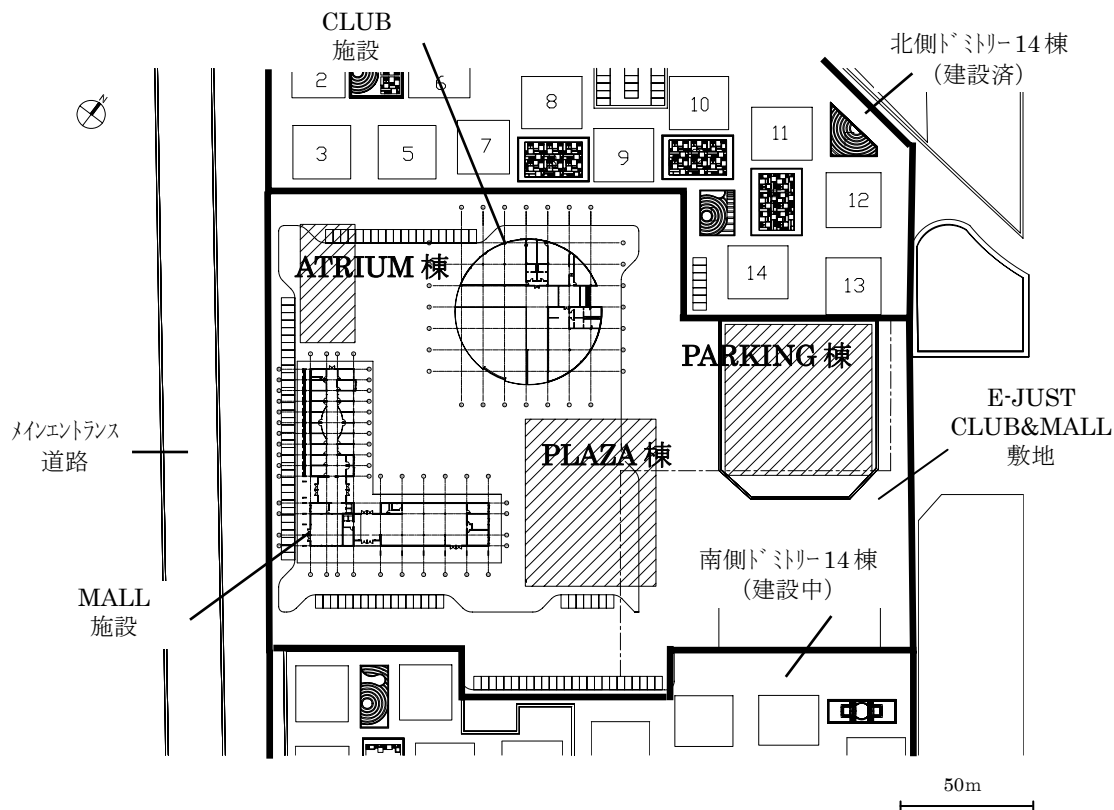 CLUB
施設
北側ドミトリー14棟
（建設済）
N
2
6
8
10
11
3
5
7
9
12
ATRIUM 棟
14
13
PARKING 棟
E-JUST
CLUB&MALL
敷地
メインエントランス
道路
PLAZA 棟
南側ドミトリー14棟
（建設中）
MALL
施設
50m